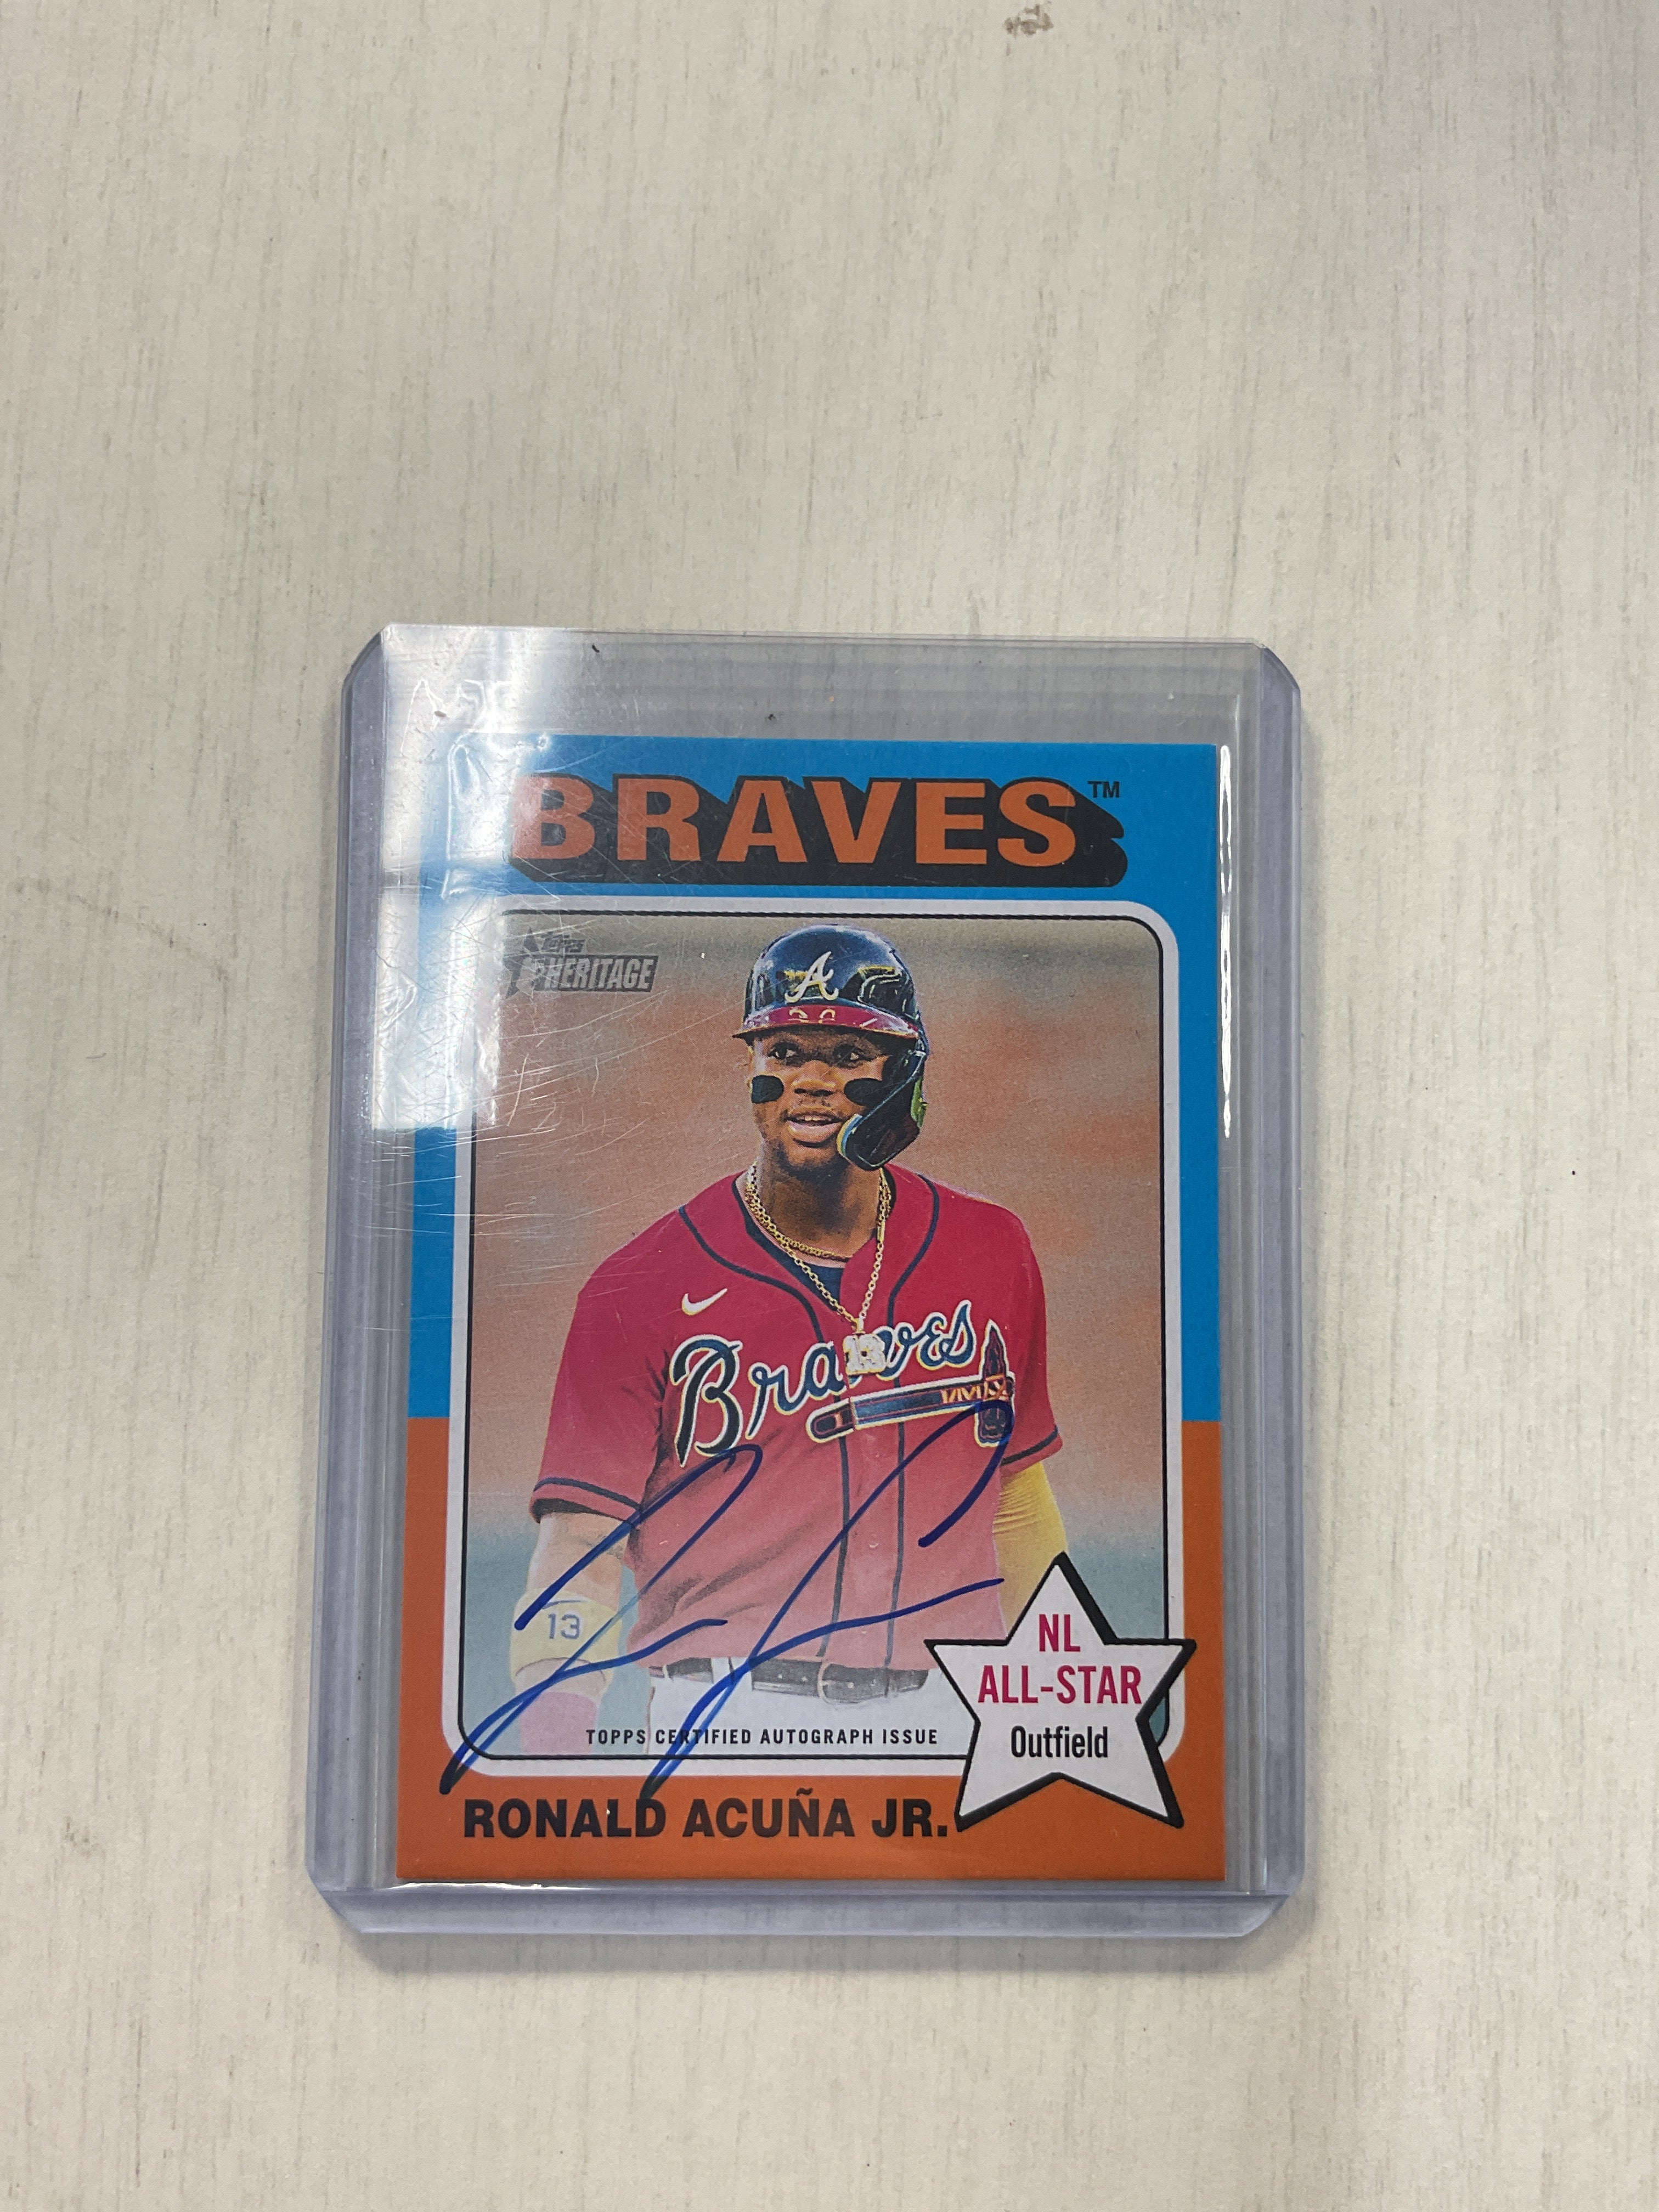 BRAVES™
Topps
HERITAGE
A
Braves
13
13
NL
ALL-STAR
Outfield
TOPPS CERTIFIED AUTOGRAPH ISSUE
RONALD ACUÑA JR.